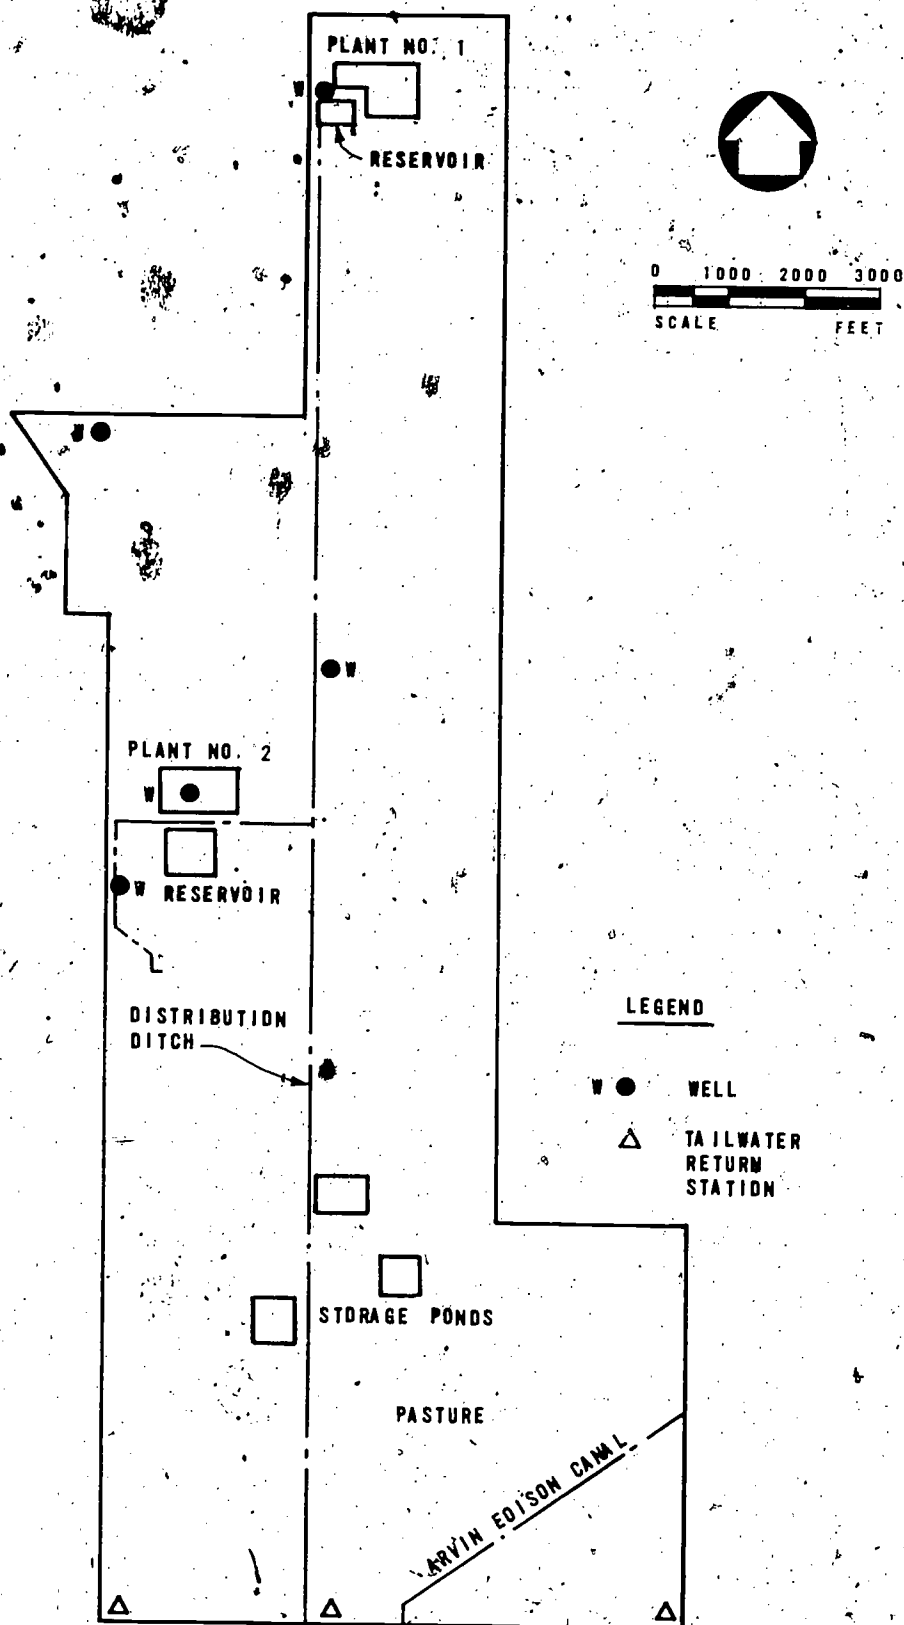 PLANT NO. 1
W
RESERVOIR
0 1000 2000 3000
SCALE FEET
W
W
PLANT NO. 2
W
W RESERVOIR
DISTRIBUTION
DITCH
LEGEND
W WELL
TAILWATER
RETURN
STATION
STORAGE PONDS
PASTURE
ARVIN EDISON CANAL